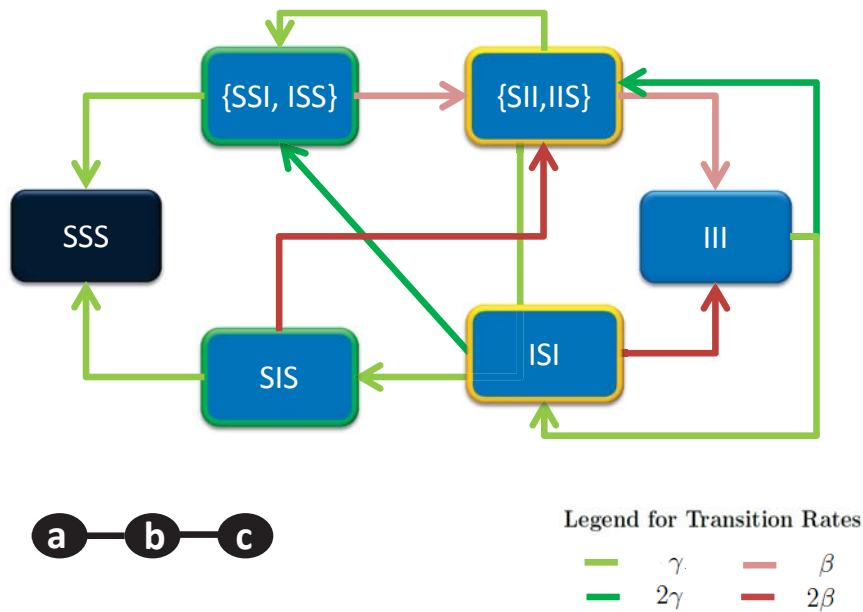 {SSI, ISS}
{SII,IIS}
SSS
III
SIS
ISI
a b c
Legend for Transition Rates
γ. β
2γ 2β